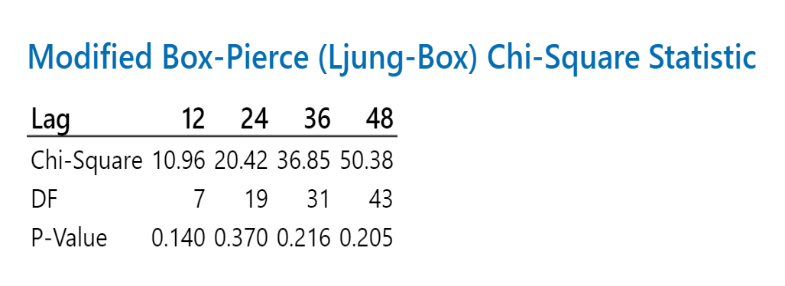 Modified Box-Pierce (Ljung-Box) Chi-Square Statistic
Lag 12 24 36 48
Chi-Square 10.96 20.42 36.85 50.38
DF 7 19 31 43
P-Value 0.140 0.370 0.216 0.205